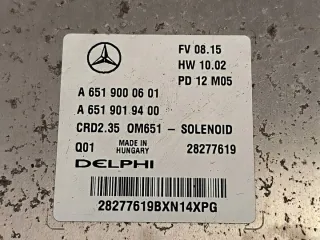 FV 08.15
HW 10.02
PD 12 M05
A 651 900 06 01
A 651 901 94 00
CRD2.35 OM651 - SOLENOID
Q01 MADE IN HUNGARY 28277619
DELPHI
28277619BXN14XPG